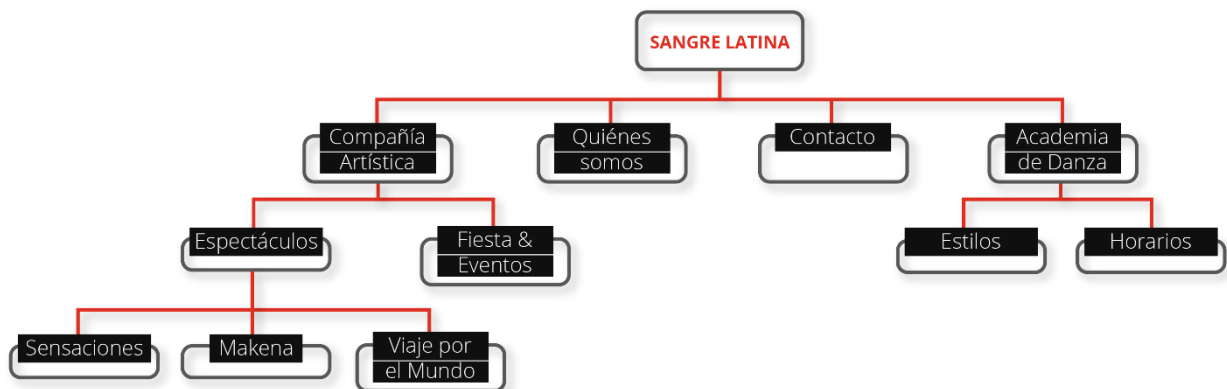 SANGRE LATINA
Compañía
Artística
Quiénes
somos
Contacto
Academia
de Danza
Espectáculos
Fiesta &
Eventos
Estilos
Horarios
Sensaciones
Makena
Viaje por
el Mundo